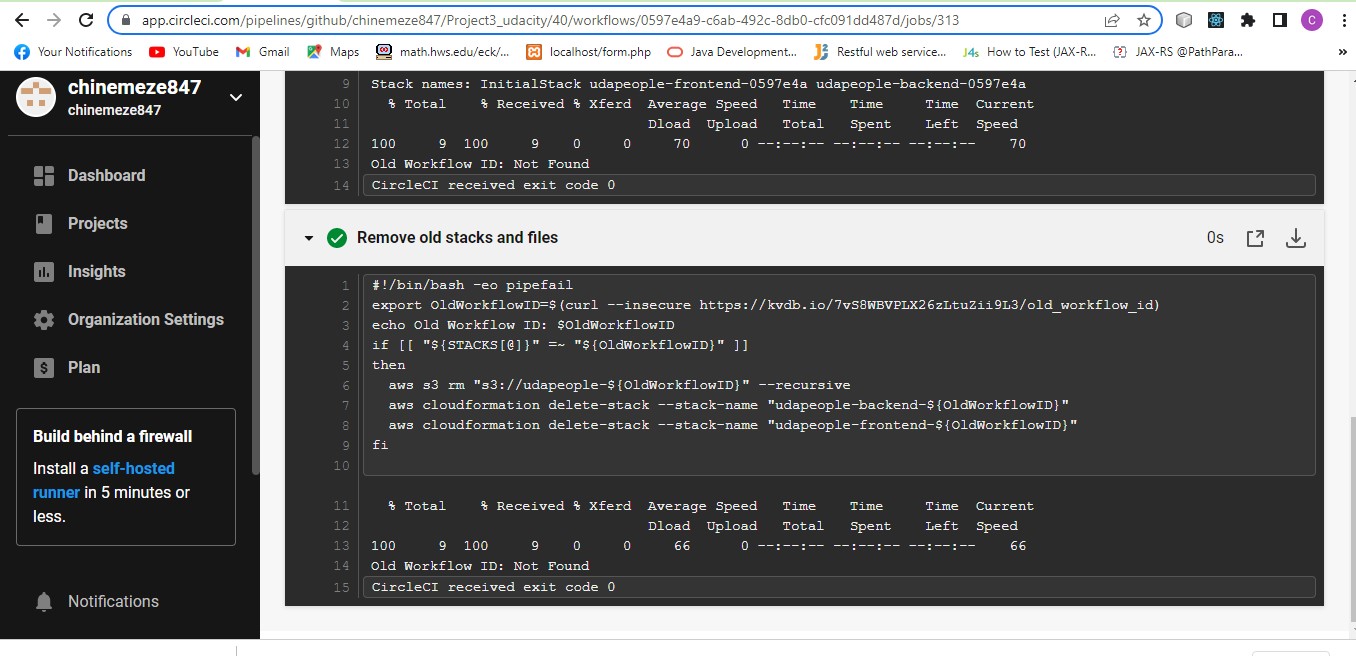 app.circleci.com/pipelines/github/chinemeze847/Project3_udacity/40/workflows/0597e4a9-c6ab-492c-8db0-cfc091dd487d/jobs/313
C
Your Notifications YouTube Gmail Maps math.hws.edu/eck/... localhost/form.php Java Development... Restful web service... J4s How to Test (JAX-R... JAX-RS @PathPara... »
chinemeze847
chinemeze847
Dashboard
Projects
Insights
Organization Settings
Plan
Build behind a firewall
Install a self-hosted
runner in 5 minutes or
less.
Notifications
9 Stack names: InitialStack udapeople-frontend-0597e4a udapeople-backend-0597e4a
10 % Total % Received % Xferd Average Speed Time Time Time Current
11 Dload Upload Total Spent Left Speed
12 100 9 100 9 0 0 70 0 --:--:-- --:--:-- --:--:-- 70
13 Old Workflow ID: Not Found
14 CircleCI received exit code 0
Remove old stacks and files 0s
1 #!/bin/bash -eo pipefail
2 export OldWorkflowID=$(curl --insecure https://kvdb.io/7vS8WBVPLX26zLtuZii9L3/old_workflow_id)
3 echo Old Workflow ID: $OldWorkflowID
4 if [[ "${STACKS[@]}" =~ "${OldWorkflowID}" ]]
5 then
6 aws s3 rm "s3://udapeople-${OldWorkflowID}" --recursive
7 aws cloudformation delete-stack --stack-name "udapeople-backend-${OldWorkflowID}"
8 aws cloudformation delete-stack --stack-name "udapeople-frontend-${OldWorkflowID}"
9 fi
10
11 % Total % Received % Xferd Average Speed Time Time Time Current
12 Dload Upload Total Spent Left Speed
13 100 9 100 9 0 0 66 0 --:--:-- --:--:-- --:--:-- 66
14 Old Workflow ID: Not Found
15 CircleCI received exit code 0